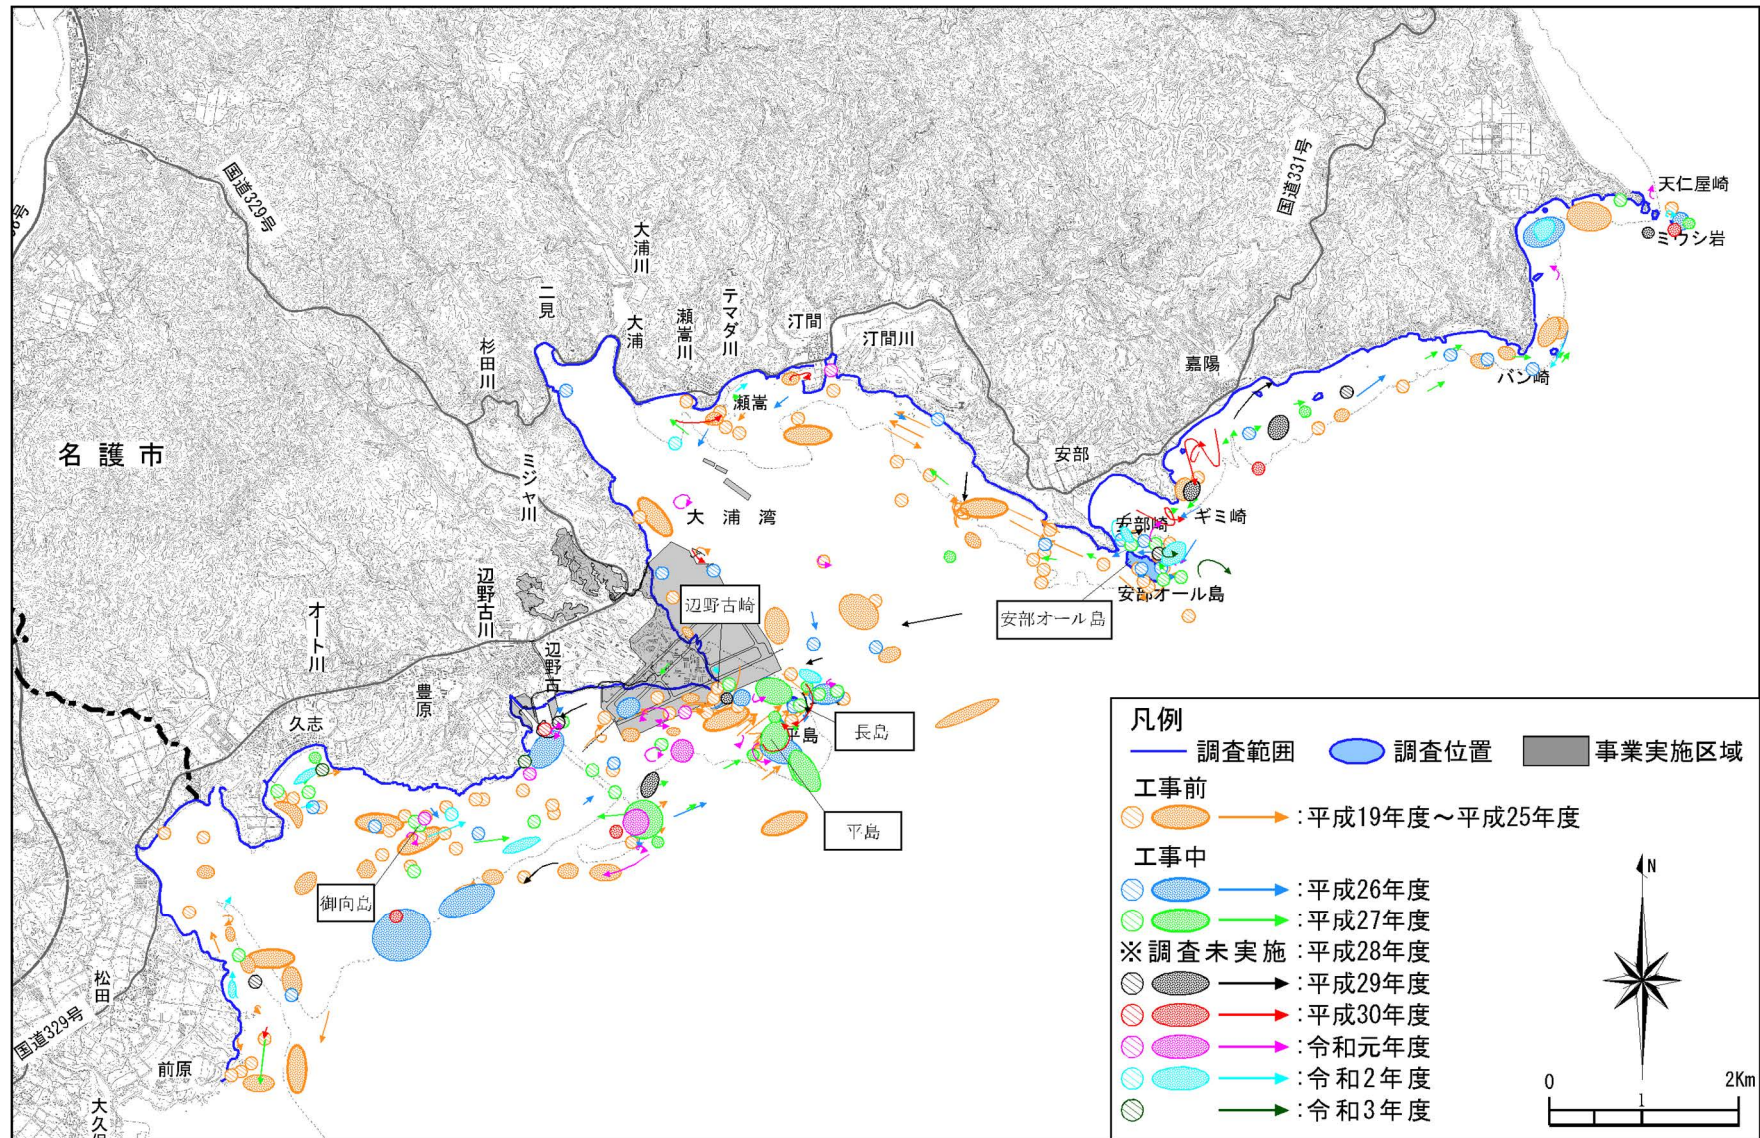 国道329号
国道331号
天仁屋崎
ミウシ岩
バン崎
大浦川
二見
大浦
瀬嵩川
テマダ川
汀間
汀間川
嘉陽
杉田川
瀬嵩
安部
名護市
ミジャ川
大浦湾
安部崎
ギミ崎
安部オール島
安部オール島
辺野古崎
辺野古川
オート川
辺野古
豊原
久志
長島
平島
平島
御向島
松田
国道329号
前原
大久保
凡例
調査範囲
調査位置
事業実施区域
工事前
:平成19年度~平成25年度
工事中
:平成26年度
:平成27年度
※調査未実施:平成28年度
:平成29年度
:平成30年度
:令和元年度
:令和2年度
:令和3年度
N
0
1
2Km